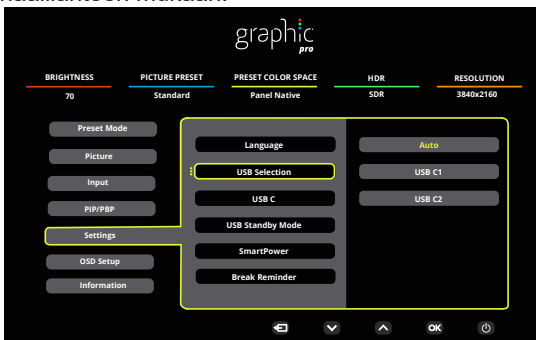 graphic
pro
BRIGHTNESS PICTURE PRESET PRESET COLOR SPACE HDR RESOLUTION
70 Standard Panel Native SDR 3840x2160
Preset Mode
Picture
Input
PIP/PBP
Settings
OSD Setup
Information
Language
USB Selection
USB C
USB Standby Mode
SmartPower
Break Reminder
Auto
USB C1
USB C2
OK